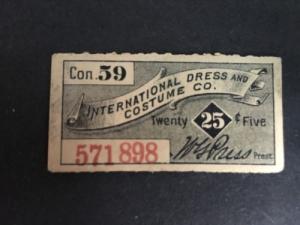 Con. 59
INTERNATIONAL DRESS AND
COSTUME CO.
Twenty 25 ¢ Five
571898
Prest.